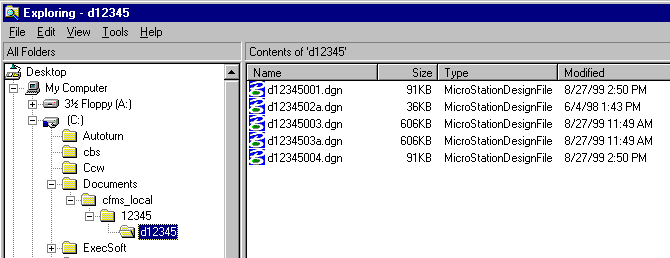 Exploring - d12345
File Edit View Tools Help
All Folders
Contents of 'd12345'
Desktop
My Computer
3½ Floppy (A:)
(C:)
Autoturn
cbs
Ccw
Documents
cfms_local
12345
d12345
ExecSoft
Name Size Type Modified
d12345001.dgn 91KB MicroStationDesignFile 8/27/99 2:50 PM
d12345002a.dgn 36KB MicroStationDesignFile 6/4/98 1:43 PM
d12345003.dgn 606KB MicroStationDesignFile 8/27/99 11:49 AM
d12345003a.dgn 606KB MicroStationDesignFile 8/27/99 11:49 AM
d12345004.dgn 91KB MicroStationDesignFile 8/27/99 2:50 PM